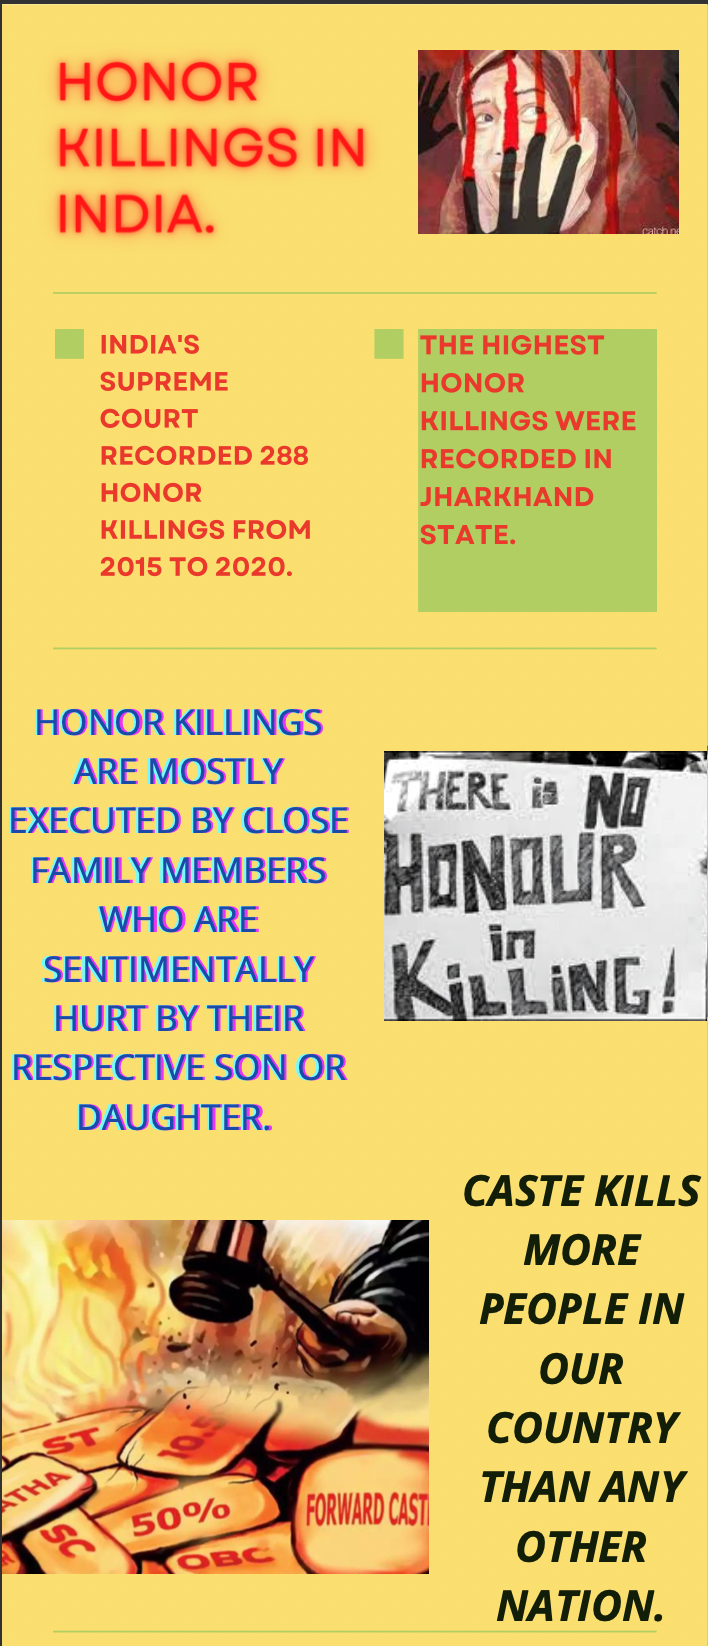 HONOR
KILLINGS IN
INDIA.
catch ne
INDIA'S
SUPREME
COURT
RECORDED 288
HONOR
KILLINGS FROM
2015 TO 2020.
THE HIGHEST
HONOR
KILLINGS WERE
RECORDED IN
JHARKHAND
STATE.
HONOR KILLINGS
ARE MOSTLY
EXECUTED BY CLOSE
FAMILY MEMBERS
WHO ARE
SENTIMENTALLY
HURT BY THEIR
RESPECTIVE SON OR
DAUGHTER.
THERE is NO
HONOUR
in
KiLLiNG!
ST
10.5
ATHA
50%
FORWARD CAST
SC
OBC
CASTE KILLS
MORE
PEOPLE IN
OUR
COUNTRY
THAN ANY
OTHER
NATION.